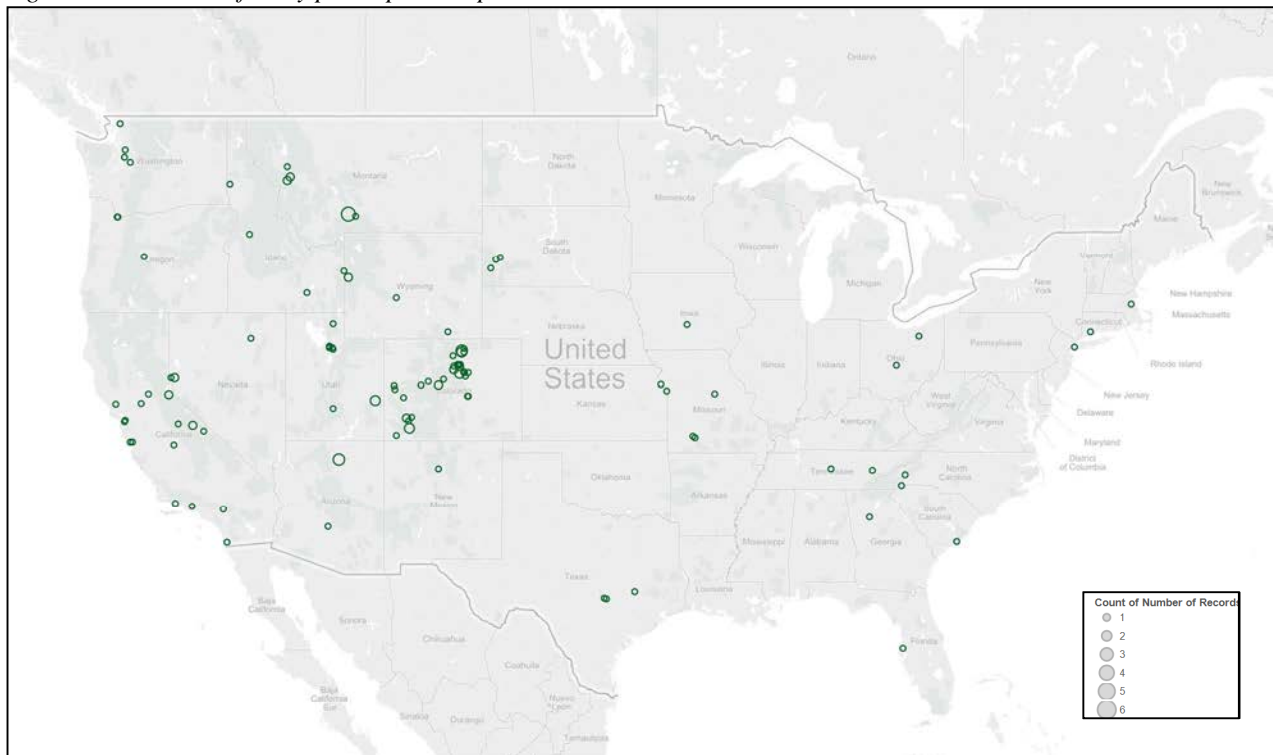 Ontario
Washington
North Dakota
Montana
Minnesota
New Brunswick
Maine
Oregon
Idaho
South Dakota
Wisconsin
Vermont
Michigan
New York
Wyoming
New Hampshire
Massachusetts
Connecticut
Iowa
Nebraska
Pennsylvania
Rhode Island
United States
Illinois
Indiana
Ohio
Nevada
Utah
Colorado
New Jersey
Kansas
Missouri
West Virginia
Delaware
Kentucky
Virginia
California
Maryland
District of Columbia
Tennessee
North Carolina
Oklahoma
Arizona
New Mexico
Arkansas
South Carolina
Mississippi
Alabama
Georgia
Texas
Louisiana
Baja California
Sonora
Chihuahua
Coahuila
Florida
Baja California Sur
Nuevo Leon
Sinaloa
Durango
Tamaulipas
Count of Number of Records
1
2
3
4
5
6